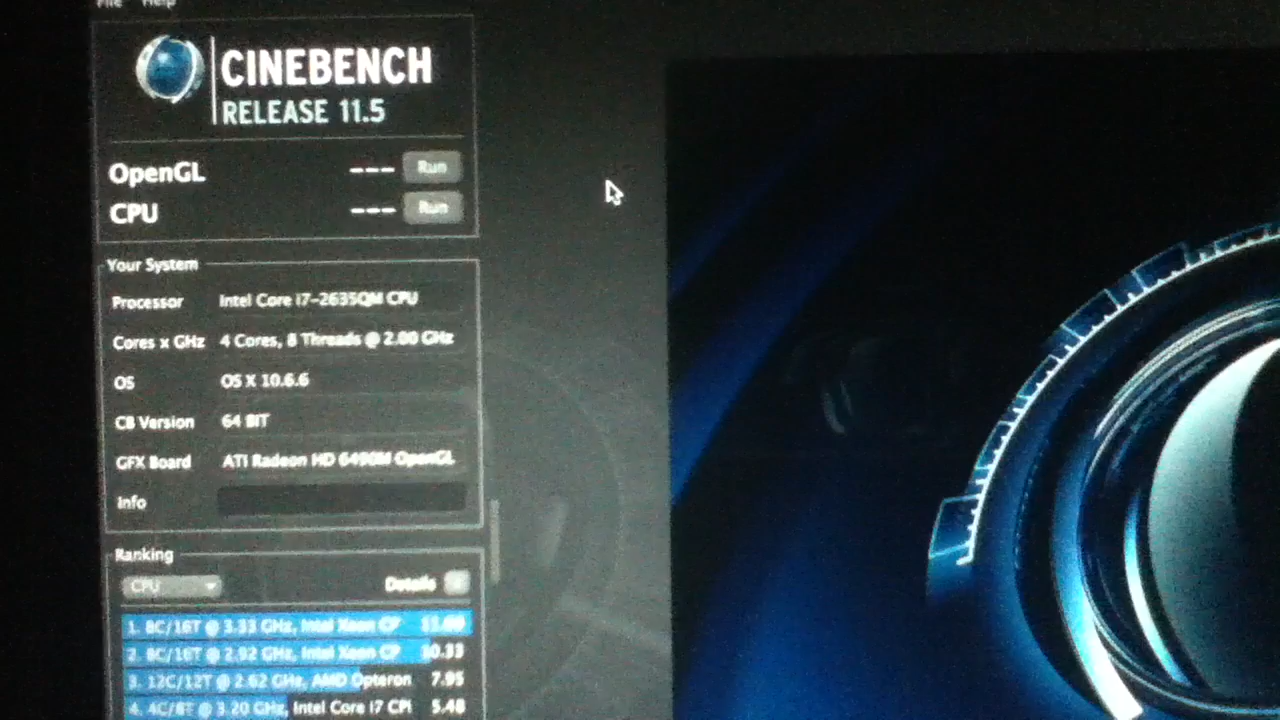 File Help
CINEBENCH
RELEASE 11.5
OpenGL --- Run
CPU --- Run
Your System
Processor Intel Core i7-2635QM CPU
Cores x GHz 4 Cores, 8 Threads @ 2.00 GHz
OS OS X 10.6.6
CB Version 64 BIT
GFX Board ATI Radeon HD 6490M OpenGL
Info
Ranking
CPU Details
1. 8C/16T @ 3.33 GHz, Intel Xeon CP
2. 8C/16T @ 2.92 GHz, Intel Xeon CP 10.33
3. 12C/12T @ 2.62 GHz, AMD Opteron 7.95
4. 4C/8T @ 3.20 GHz, Intel Core i7 CPI 5.48